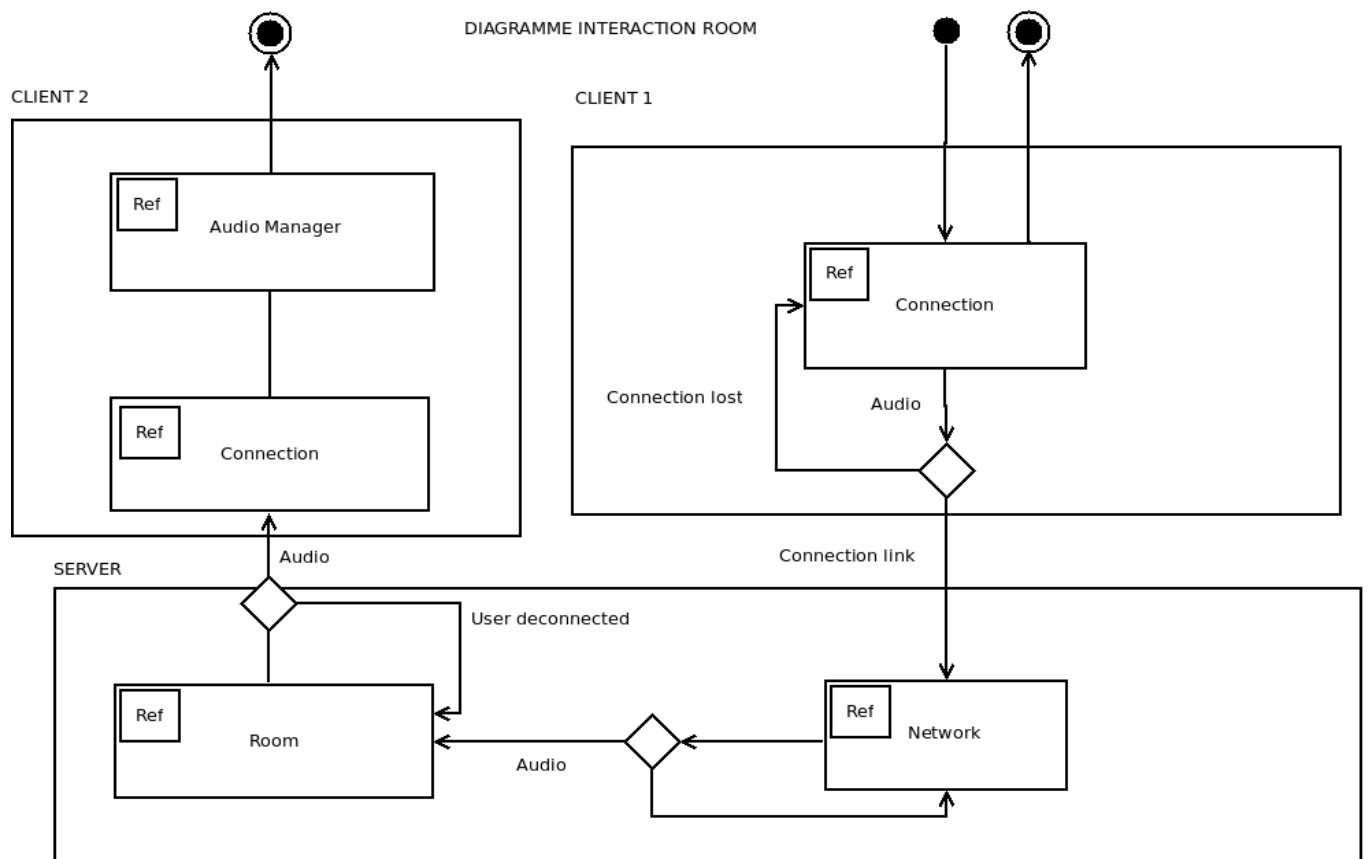 DIAGRAMME INTERACTION ROOM
CLIENT 2
Ref
Audio Manager
Ref
Connection
Audio
CLIENT 1
Ref
Connection
Connection lost
Audio
Connection link
SERVER
User deconnected
Ref
Room
Audio
Ref
Network